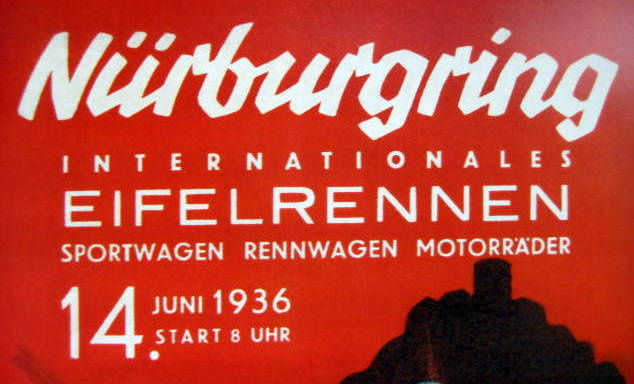 Nürburgring
INTERNATIONALES
EIFELRENNEN
SPORTWAGEN RENNWAGEN MOTORRÄDER
14. JUNI 1936
START 8 UHR